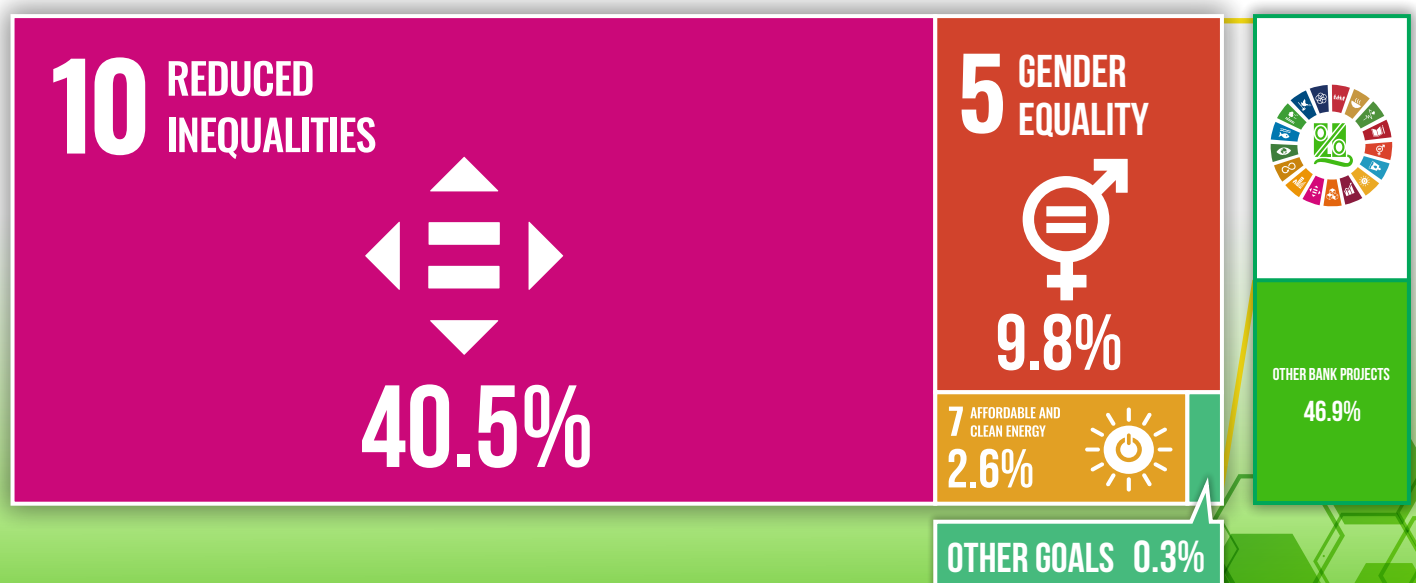 10 REDUCED
INEQUALITIES
40.5%
5 GENDER
EQUALITY
9.8%
7 AFFORDABLE AND
CLEAN ENERGY
2.6%
OTHER GOALS 0.3%
OTHER BANK PROJECTS
46.9%